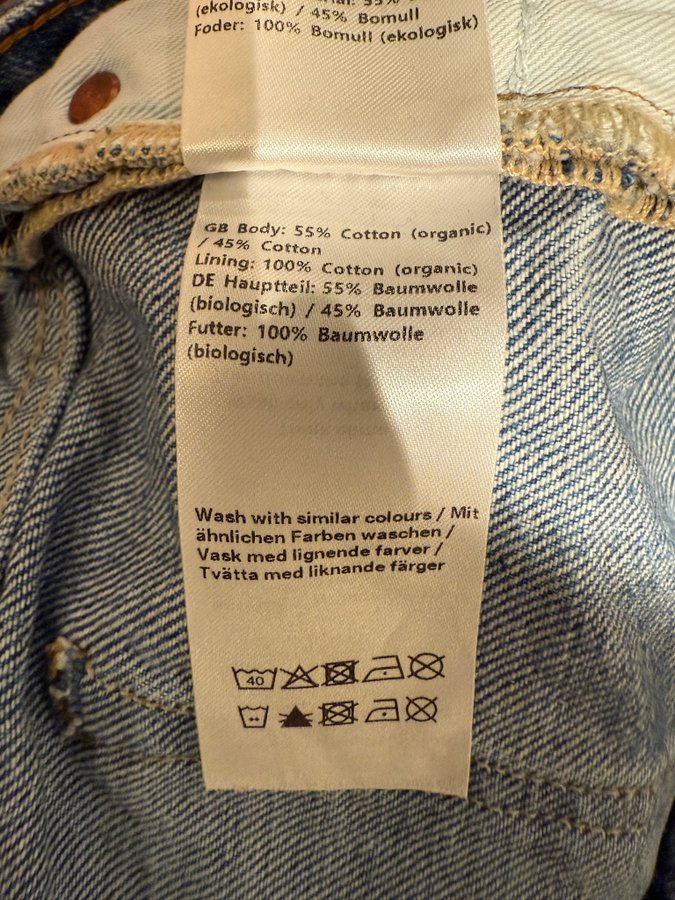 (ekologisk) / 45% Bomull
Foder: 100% Bomull (ekologisk)
GB Body: 55% Cotton (organic)
/ 45% Cotton
Lining: 100% Cotton (organic)
DE Hauptteil: 55% Baumwolle
(biologisch) / 45% Baumwolle
Futter: 100% Baumwolle
(biologisch)
Wash with similar colours / Mit
ähnlichen Farben waschen /
Vask med lignende farver /
Tvätta med liknande färger
40